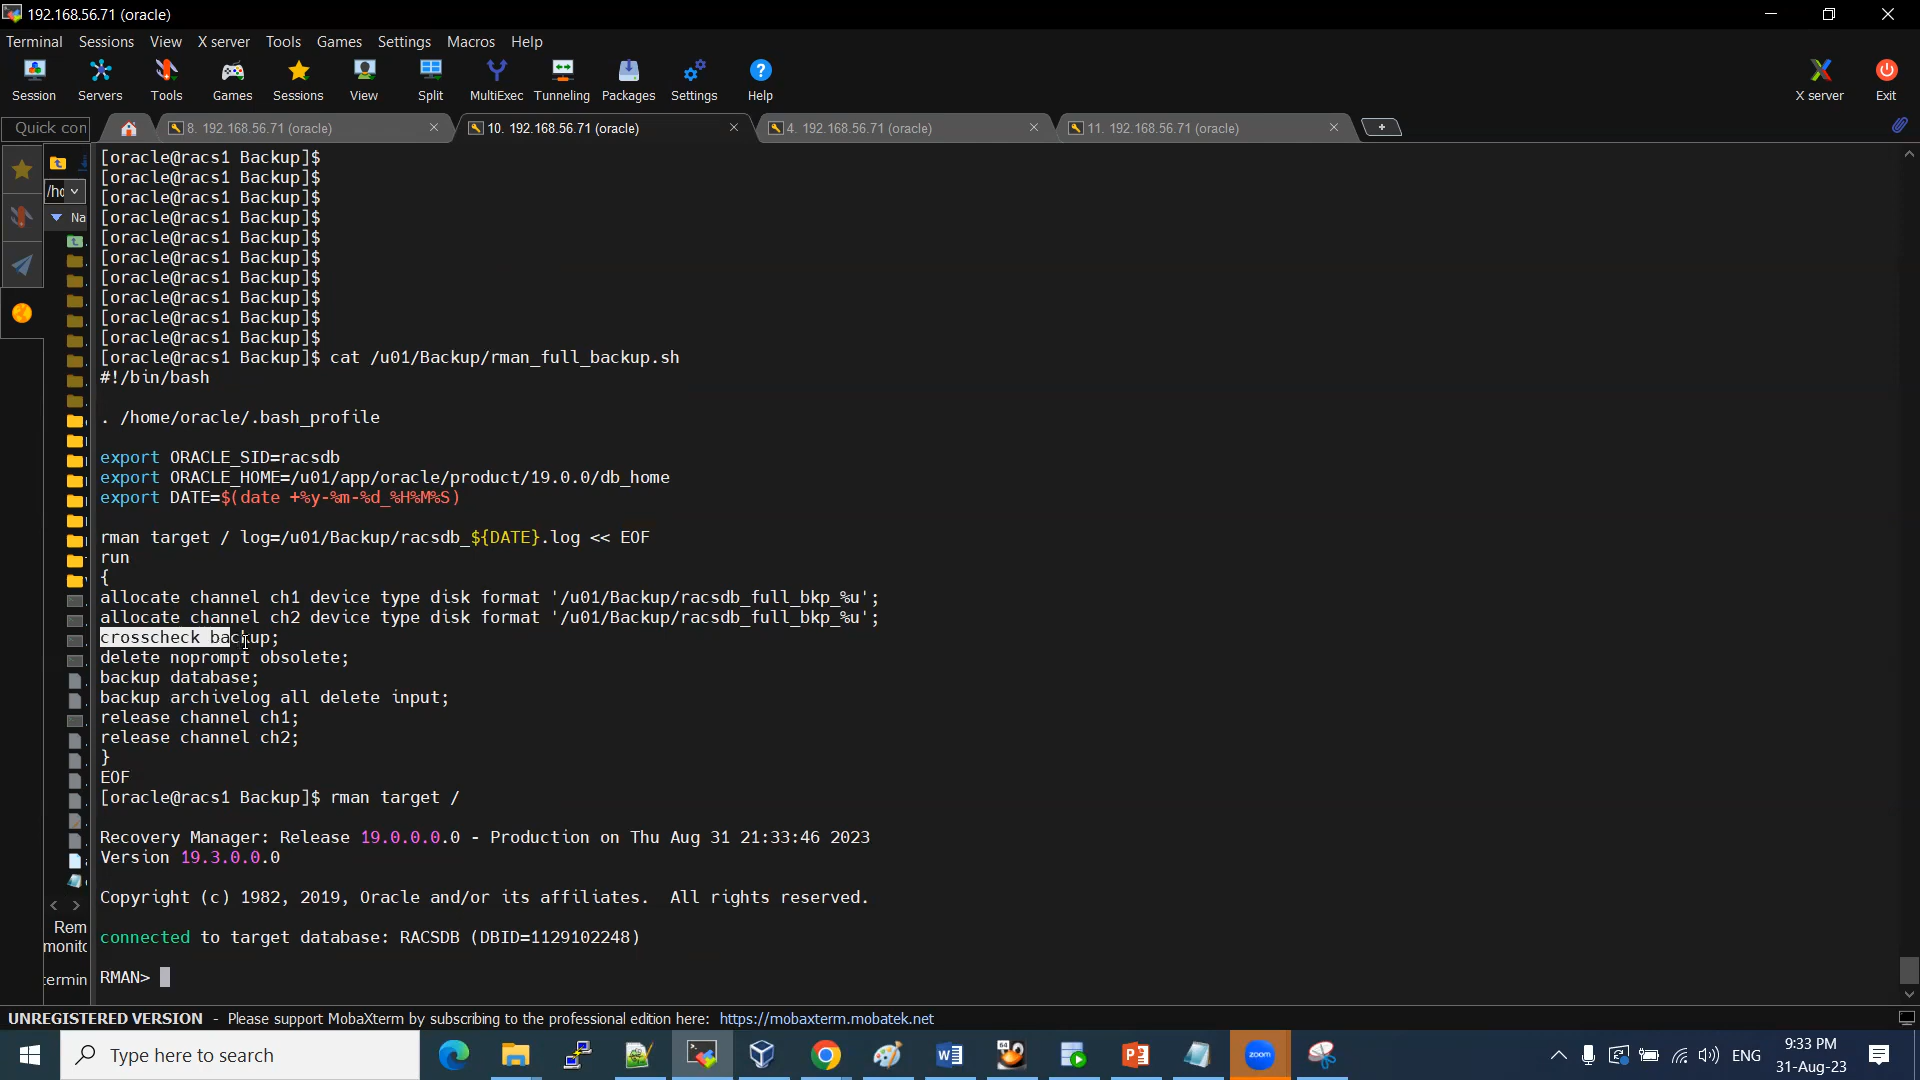 192.168.56.71 (oracle)
Terminal Sessions View X server Tools Games Settings Macros Help
Session Servers Tools Games Sessions View Split MultiExec Tunneling Packages Settings Help X server Exit
Quick con 8. 192.168.56.71 (oracle) 10. 192.168.56.71 (oracle) 4. 192.168.56.71 (oracle) 11. 192.168.56.71 (oracle)
[oracle@racs1 Backup]$
[oracle@racs1 Backup]$
[oracle@racs1 Backup]$
[oracle@racs1 Backup]$
[oracle@racs1 Backup]$
[oracle@racs1 Backup]$
[oracle@racs1 Backup]$
[oracle@racs1 Backup]$
[oracle@racs1 Backup]$
[oracle@racs1 Backup]$
[oracle@racs1 Backup]$ cat /u01/Backup/rman_full_backup.sh
#!/bin/bash
. /home/oracle/.bash_profile
export ORACLE_SID=racsdb
export ORACLE_HOME=/u01/app/oracle/product/19.0.0/db_home
export DATE=$(date +%y-%m-%d_%H%M%S)
rman target / log=/u01/Backup/racsdb_${DATE}.log << EOF
run
{
allocate channel ch1 device type disk format '/u01/Backup/racsdb_full_bkp_%u';
allocate channel ch2 device type disk format '/u01/Backup/racsdb_full_bkp_%u';
crosscheck backup;
delete noprompt obsolete;
backup database;
backup archivelog all delete input;
release channel ch1;
release channel ch2;
}
EOF
[oracle@racs1 Backup]$ rman target /
Recovery Manager: Release 19.0.0.0.0 - Production on Thu Aug 31 21:33:46 2023
Version 19.3.0.0.0
Copyright (c) 1982, 2019, Oracle and/or its affiliates.  All rights reserved.
connected to target database: RACSDB (DBID=1129102248)
RMAN>
/ho
Na
Rem
monito
termin
UNREGISTERED VERSION - Please support MobaXterm by subscribing to the professional edition here: https://mobaxterm.mobatek.net
Type here to search
zoom
ENG
9:33 PM
31-Aug-23